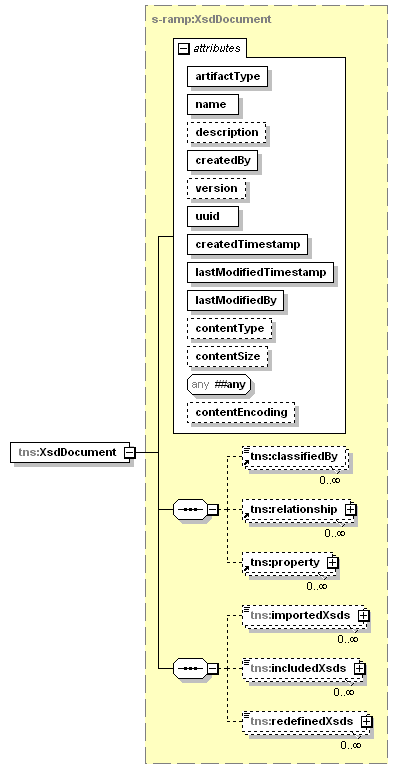 s-ramp:XsdDocument
attributes
artifactType
name
description
createdBy
version
uuid
createdTimestamp
lastModifiedTimestamp
lastModifiedBy
contentType
contentSize
any ##any
contentEncoding
tns:XsdDocument
tns:classifiedBy
0..∞
tns:relationship
0..∞
tns:property
0..∞
tns:importedXsds
0..∞
tns:includedXsds
0..∞
tns:redefinedXsds
0..∞